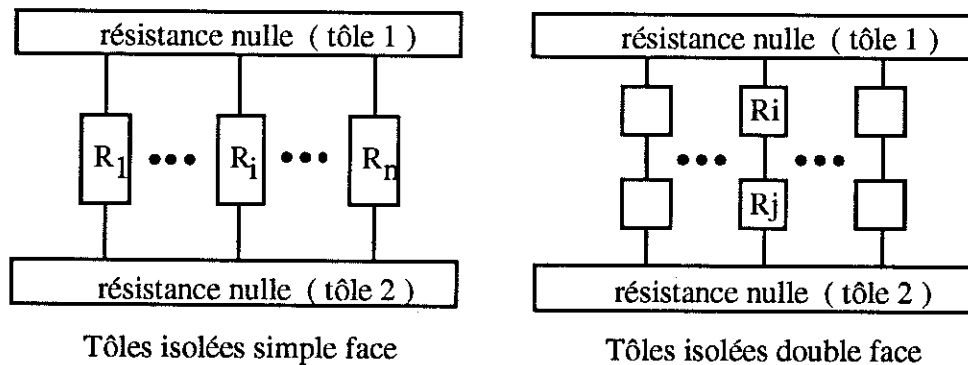 résistance nulle ( tôle 1 )
R1 ••• Ri ••• Rn
résistance nulle ( tôle 2 )
Tôles isolées simple face
résistance nulle ( tôle 1 )
Ri
••• •••
Rj
résistance nulle ( tôle 2 )
Tôles isolées double face